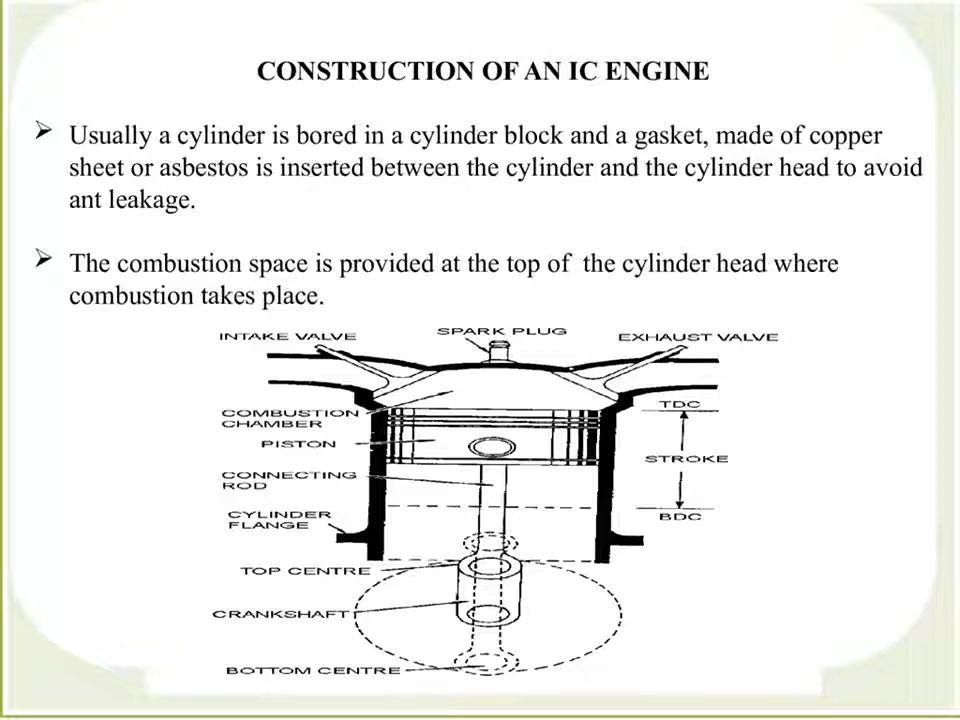 CONSTRUCTION OF AN IC ENGINE
➢ Usually a cylinder is bored in a cylinder block and a gasket, made of copper
sheet or asbestos is inserted between the cylinder and the cylinder head to avoid
ant leakage.
➢ The combustion space is provided at the top of the cylinder head where
combustion takes place.
INTAKE VALVE
SPARK PLUG
EXHAUST VALVE
COMBUSTION
CHAMBER
PISTON
CONNECTING
ROD
CYLINDER
FLANGE
TOP CENTRE
CRANKSHAFT
BOTTOM CENTRE
TDC
STROKE
BDC